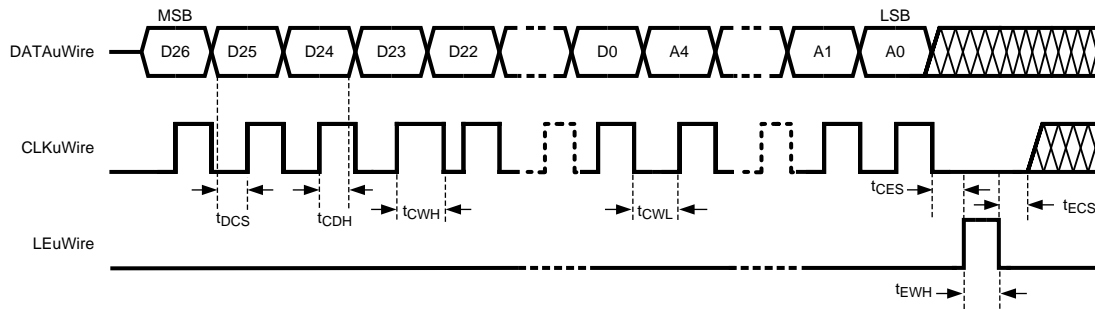 MSB LSB
DATAuWire D26 D25 D24 D23 D22 D0 A4 A1 A0
CLKuWire
tDCS tCDH tCWH tCWL tCES tECS
LEuWire
tEWH